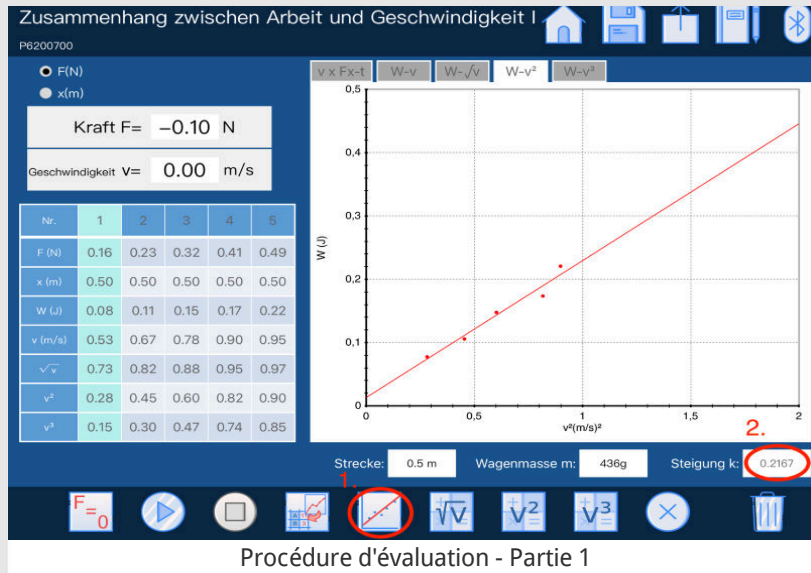 Zusammenhang zwischen Arbeit und Geschwindigkeit I
P6200700
F(N)
x(m)
Kraft F= −0.10 N
Geschwindigkeit V= 0.00 m/s
Nr. 1 2 3 4 5
F (N) 0.16 0.23 0.32 0.41 0.49
x (m) 0.50 0.50 0.50 0.50 0.50
W (J) 0.08 0.11 0.15 0.17 0.22
v (m/s) 0.53 0.67 0.78 0.90 0.95
√v 0.73 0.82 0.88 0.95 0.97
v² 0.28 0.45 0.60 0.82 0.90
v³ 0.15 0.30 0.47 0.74 0.85
v x Fx-t W-v W-√v W-v² W-v³
0,5
0,4
0,3
0,2
0,1
0
W (J)
0 0,5 1 1,5 2
v²(m/s)²
2.
Strecke: 0.5 m Wagenmasse m: 436g Steigung k: 0.2167
1.
F=0 √V V² V³
Procédure d'évaluation - Partie 1